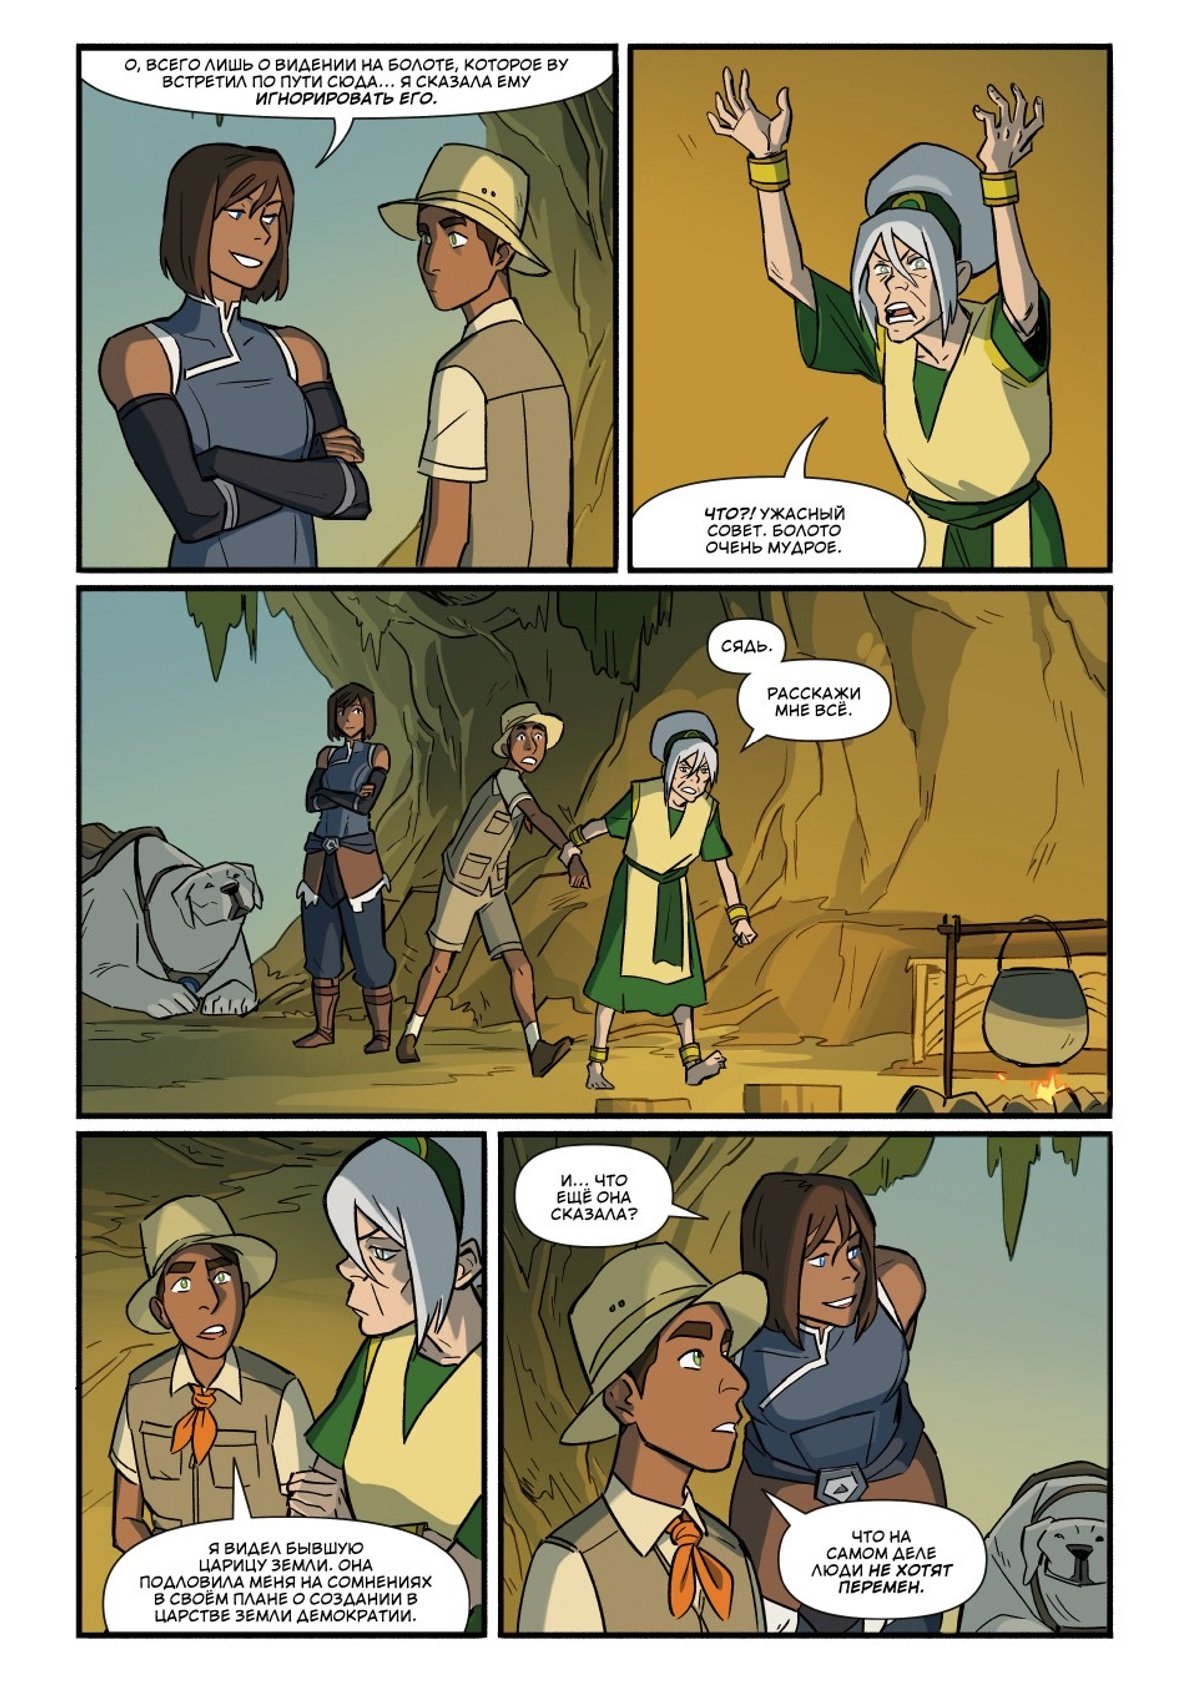 О, ВСЕГО ЛИШЬ О ВИДЕНИИ НА БОЛОТЕ, КОТОРОЕ ВУ
ВСТРЕТИЛ ПО ПУТИ СЮДА... Я СКАЗАЛА ЕМУ
ИГНОРИРОВАТЬ ЕГО.
ЧТО?! УЖАСНЫЙ
СОВЕТ. БОЛОТО
ОЧЕНЬ МУДРОЕ.
СЯДЬ.
РАССКАЖИ
МНЕ ВСЁ.
Я ВИДЕЛ БЫВШУЮ
ЦАРИЦУ ЗЕМЛИ. ОНА
ПОДЛОВИЛА МЕНЯ НА СОМНЕНИЯХ
В СВОЁМ ПЛАНЕ О СОЗДАНИИ В
ЦАРСТВЕ ЗЕМЛИ ДЕМОКРАТИИ.
И... ЧТО
ЕЩЁ ОНА
СКАЗАЛА?
ЧТО НА
САМОМ ДЕЛЕ
ЛЮДИ НЕ ХОТЯТ
ПЕРЕМЕН.